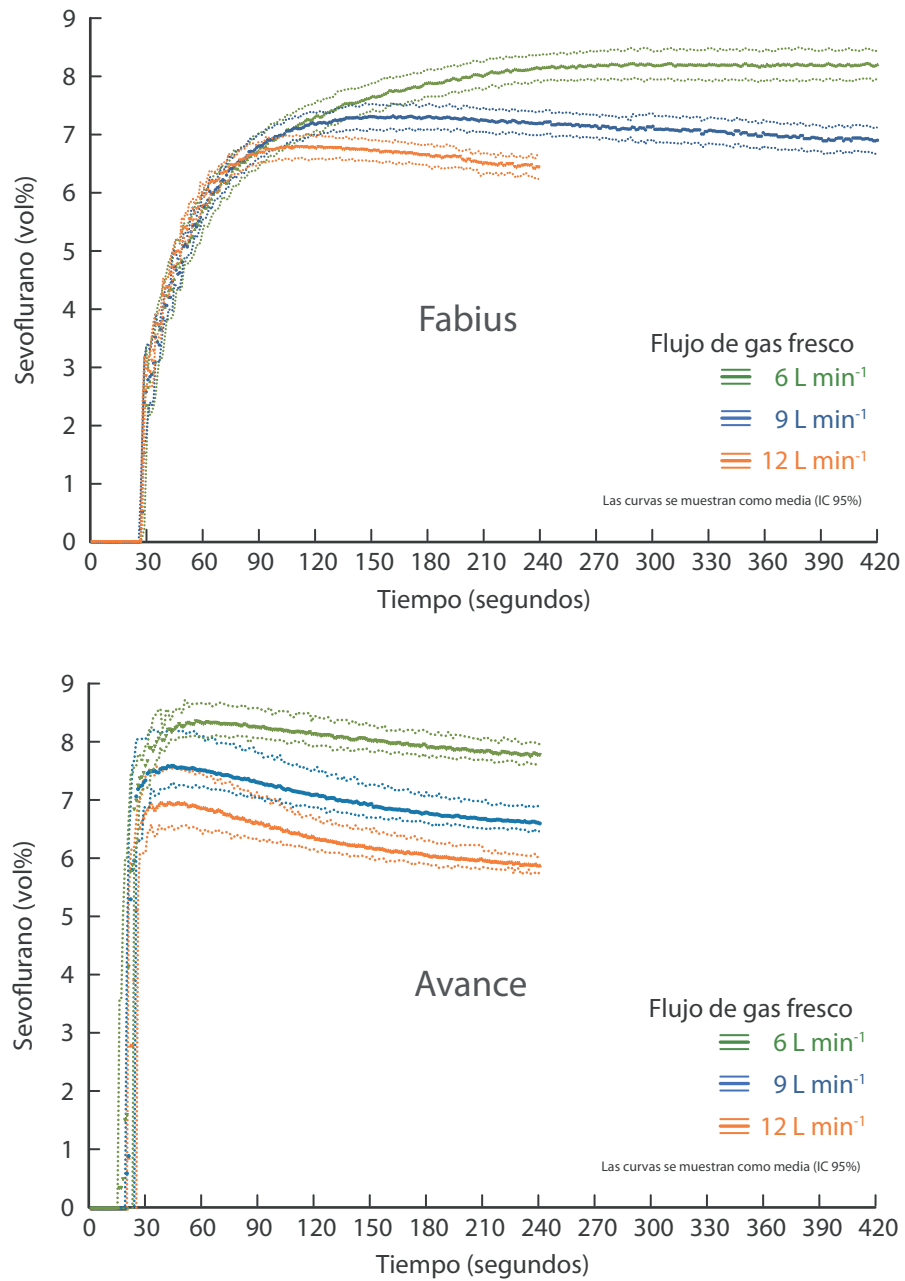 9
8
7
6
5
4
3
2
1
0
Sevoflurano (vol%)
Fabius
Flujo de gas fresco
6 L min⁻¹
9 L min⁻¹
12 L min⁻¹
Las curvas se muestran como media (IC 95%)
0 30 60 90 120 150 180 210 240 270 300 330 360 390 420
Tiempo (segundos)
9
8
7
6
5
4
3
2
1
0
Sevoflurano (vol%)
Avance
Flujo de gas fresco
6 L min⁻¹
9 L min⁻¹
12 L min⁻¹
Las curvas se muestran como media (IC 95%)
0 30 60 90 120 150 180 210 240 270 300 330 360 390 420
Tiempo (segundos)